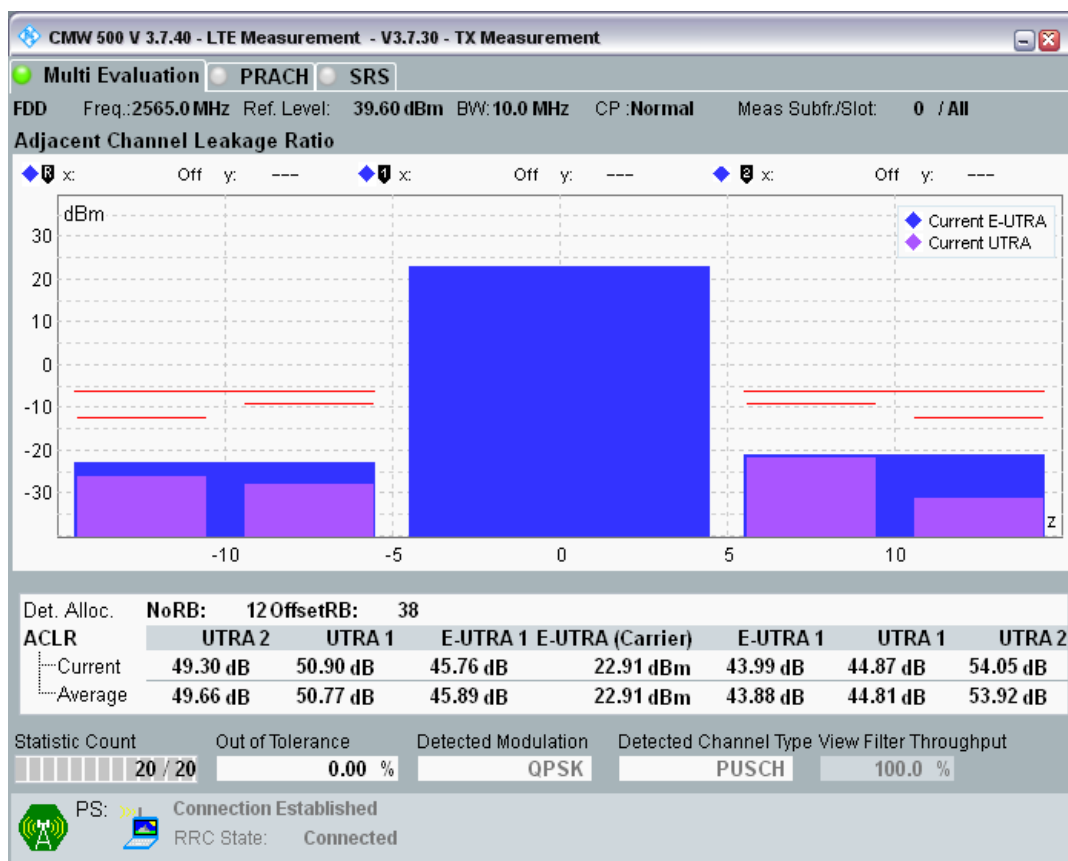 CMW 500 V 3.7.40 - LTE Measurement - V3.7.30 - TX Measurement
Multi Evaluation PRACH SRS
FDD Freq.:2565.0 MHz Ref. Level: 39.60 dBm BW:10.0 MHz CP :Normal Meas Subfr./Slot: 0 / All
Adjacent Channel Leakage Ratio
R x: Off y: --- 1 x: Off y: --- 2 x: Off y: ---
dBm
Current E-UTRA
Current UTRA
30
20
10
0
-10
-20
-30
z
-10 -5 0 5 10
Det. Alloc. NoRB: 12 OffsetRB: 38
ACLR UTRA 2 UTRA 1 E-UTRA 1 E-UTRA (Carrier) E-UTRA 1 UTRA 1 UTRA 2
Current 49.30 dB 50.90 dB 45.76 dB 22.91 dBm 43.99 dB 44.87 dB 54.05 dB
Average 49.66 dB 50.77 dB 45.89 dB 22.91 dBm 43.88 dB 44.81 dB 53.92 dB
Statistic Count Out of Tolerance Detected Modulation Detected Channel Type View Filter Throughput
20 / 20 0.00 % QPSK PUSCH 100.0 %
PS: Connection Established
RRC State: Connected